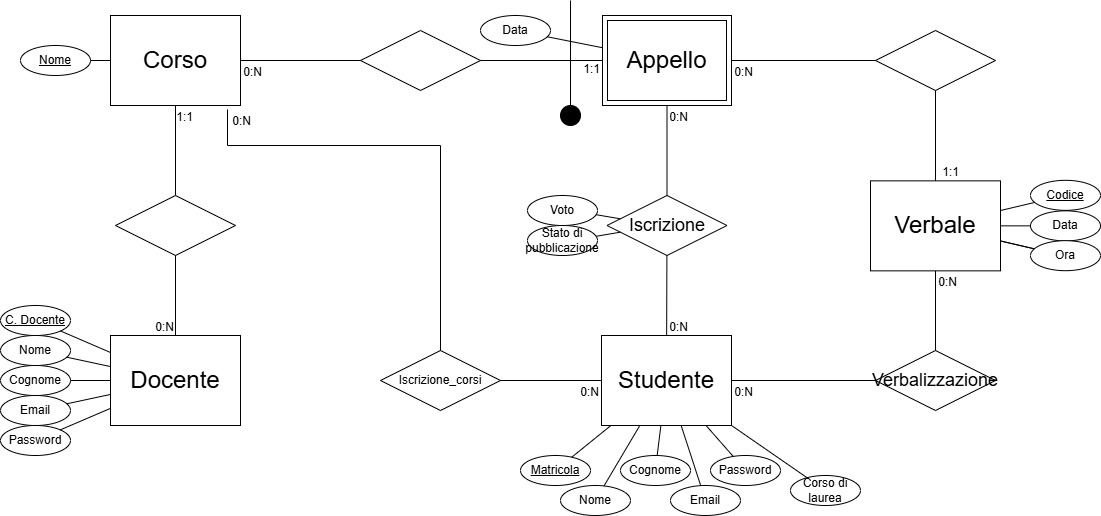 Data
Nome
Corso
Appello
0:N
1:1
0:N
1:1
0:N
0:N
1:1
Codice
Voto
Iscrizione
Verbale
Data
Stato di
pubblicazione
Ora
0:N
C. Docente
0:N
0:N
Nome
Cognome
Docente
Iscrizione_corsi
Studente
Verbalizzazione
0:N
0:N
Email
Password
Matricola
Cognome
Password
Corso di
laurea
Nome
Email